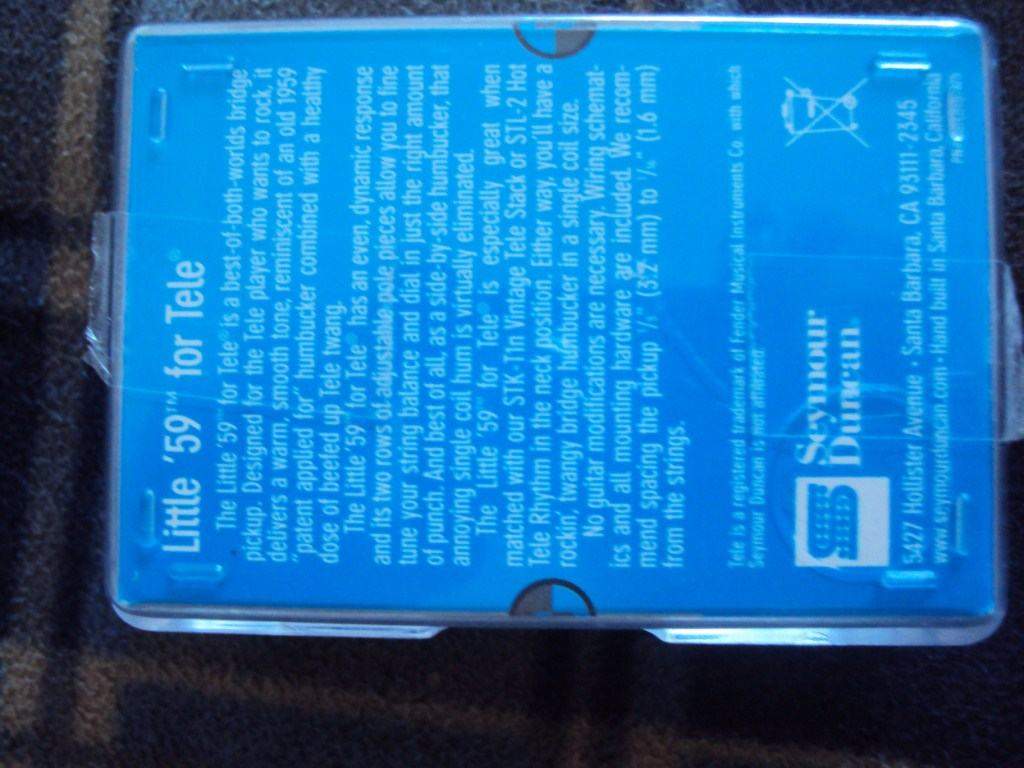 Little '59™ for Tele®
The Little '59™ for Tele® is a best-of-both-worlds bridge
pickup. Designed for the Tele player who wants to rock, it
delivers a warm, smooth tone, reminiscent of an old 1959
"patent applied for" humbucker combined with a healthy
dose of beefed up Tele twang.
The Little '59™ for Tele® has an even, dynamic response
and its two rows of adjustable pole pieces allow you to fine
tune your string balance and dial in just the right amount
of punch. And best of all, as a side-by-side humbucker, that
annoying single coil hum is virtually eliminated.
The Little '59™ for Tele® is especially great when
matched with our STK-T1n Vintage Tele Stack or STL-2 Hot
Tele Rhythm in the neck position. Either way, you'll have a
rockin', twangy bridge humbucker in a single coil size.
No guitar modifications are necessary. Wiring schemat-
ics and all mounting hardware are included. We recom-
mend spacing the pickup 1/8" (3.2 mm) to 1/16" (1.6 mm)
from the strings.
Tele is a registered trademark of Fender Musical Instruments Co. with which
Seymour Duncan is not affiliated
Seymour
Duncan
5427 Hollister Avenue · Santa Barbara, CA 93111-2345
www.seymourduncan.com · Hand built in Santa Barbara, California